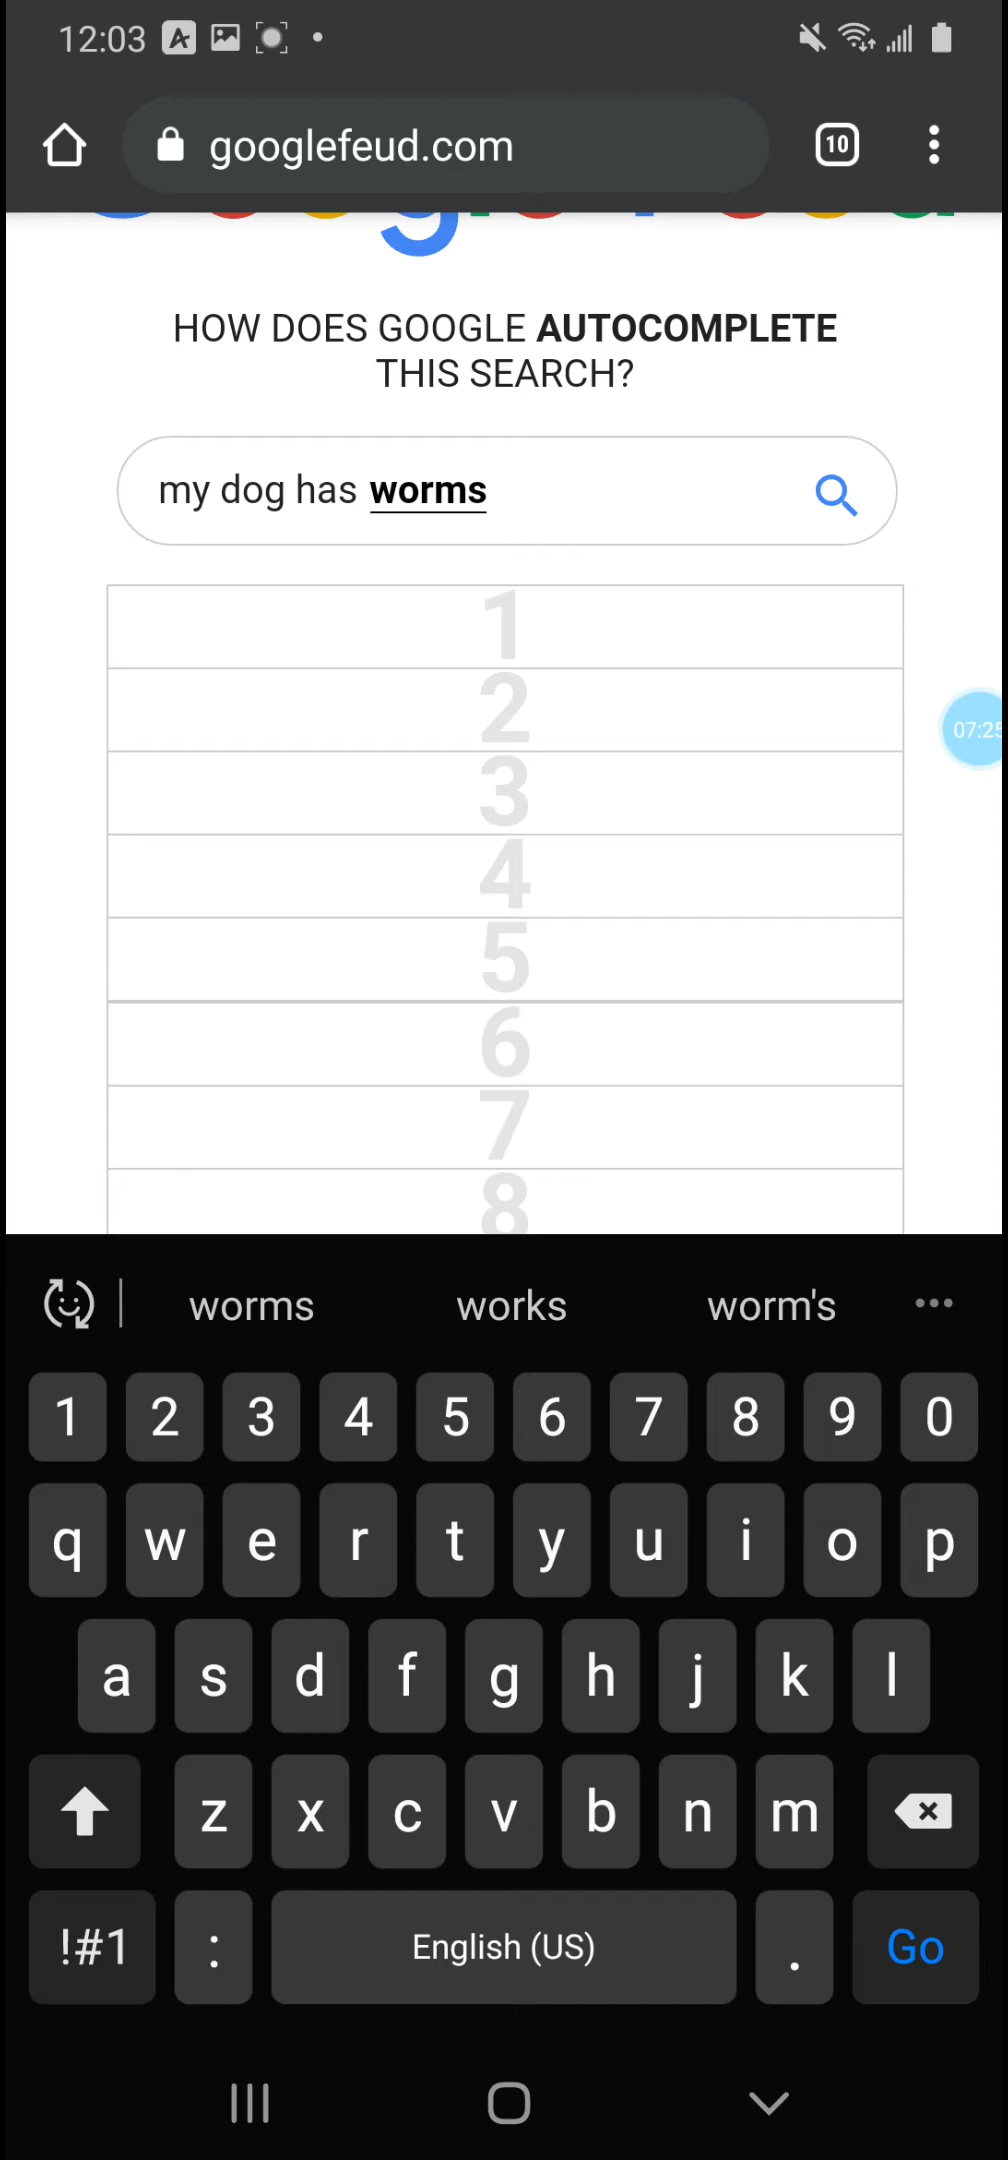 12:03
googlefeud.com
10
HOW DOES GOOGLE AUTOCOMPLETE
THIS SEARCH?
my dog has worms
1
2
07:25
3
4
5
6
7
8
worms works worm's
1 2 3 4 5 6 7 8 9 0
q w e r t y u i o p
a s d f g h j k l
z x c v b n m
!#1 : English (US) . Go